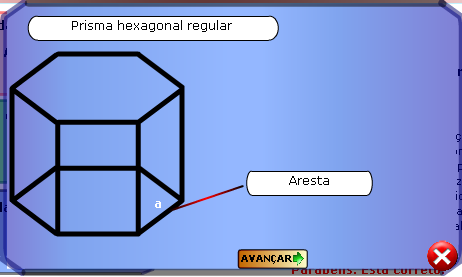 Prisma hexagonal regular
a
Aresta
AVANÇAR
Parabéns. Está correto.